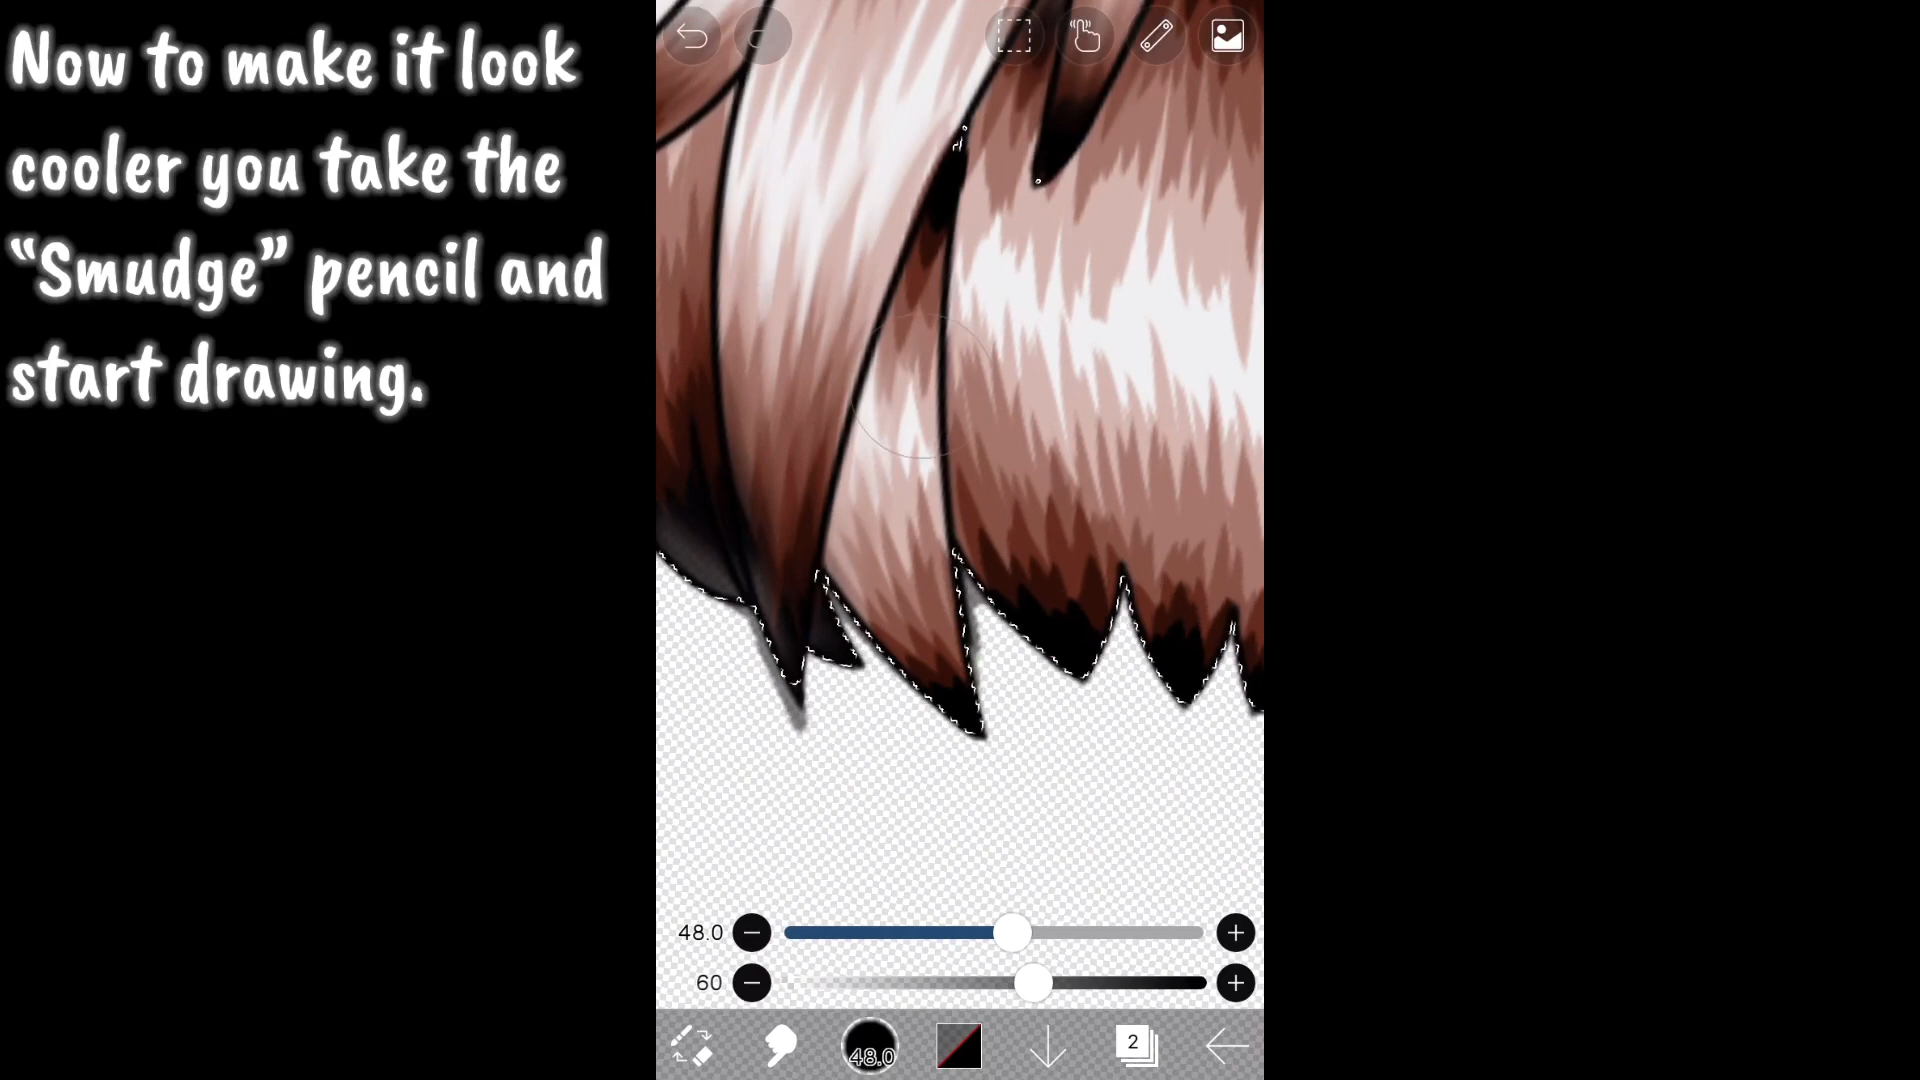 Now to make it look
cooler you take the
“Smudge” pencil and
start drawing.
48.0
60
48.0
2